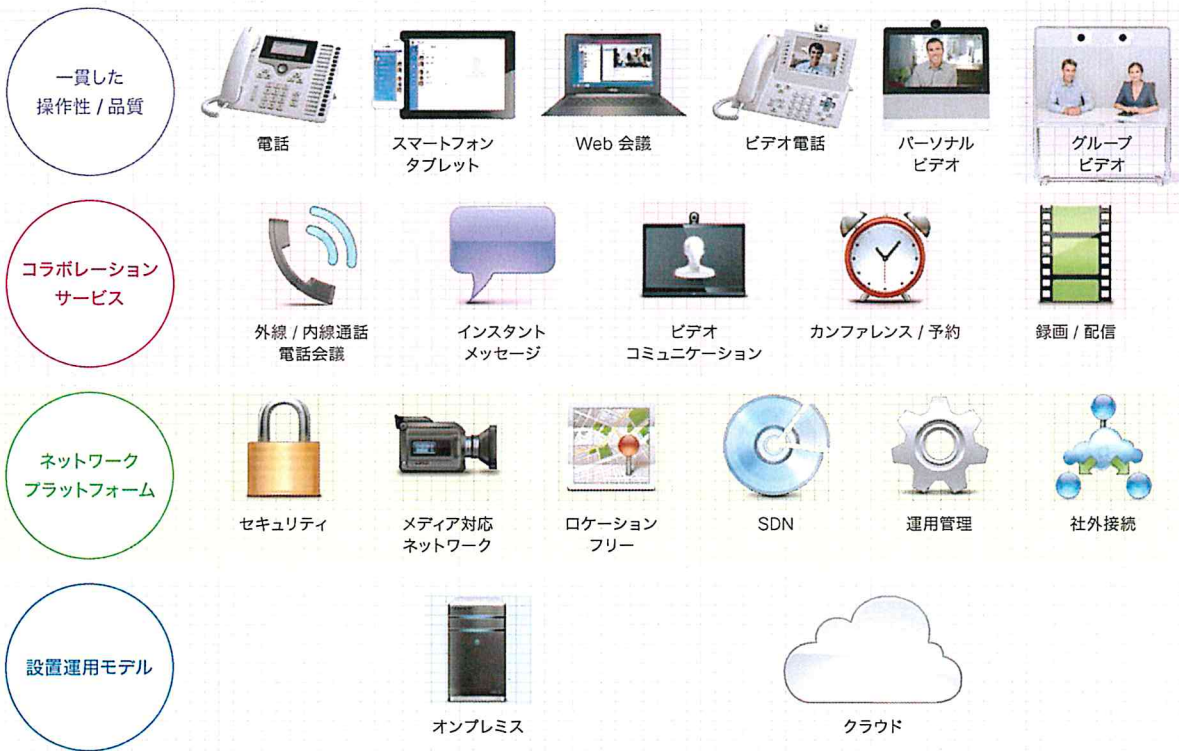 一貫した
操作性 / 品質
電話
スマートフォン
タブレット
Web 会議
ビデオ電話
パーソナル
ビデオ
グループ
ビデオ
コラボレーション
サービス
外線 / 内線通話
電話会議
インスタント
メッセージ
ビデオ
コミュニケーション
カンファレンス / 予約
録画 / 配信
ネットワーク
プラットフォーム
セキュリティ
メディア対応
ネットワーク
ロケーション
フリー
SDN
運用管理
社外接続
設置運用モデル
オンプレミス
クラウド